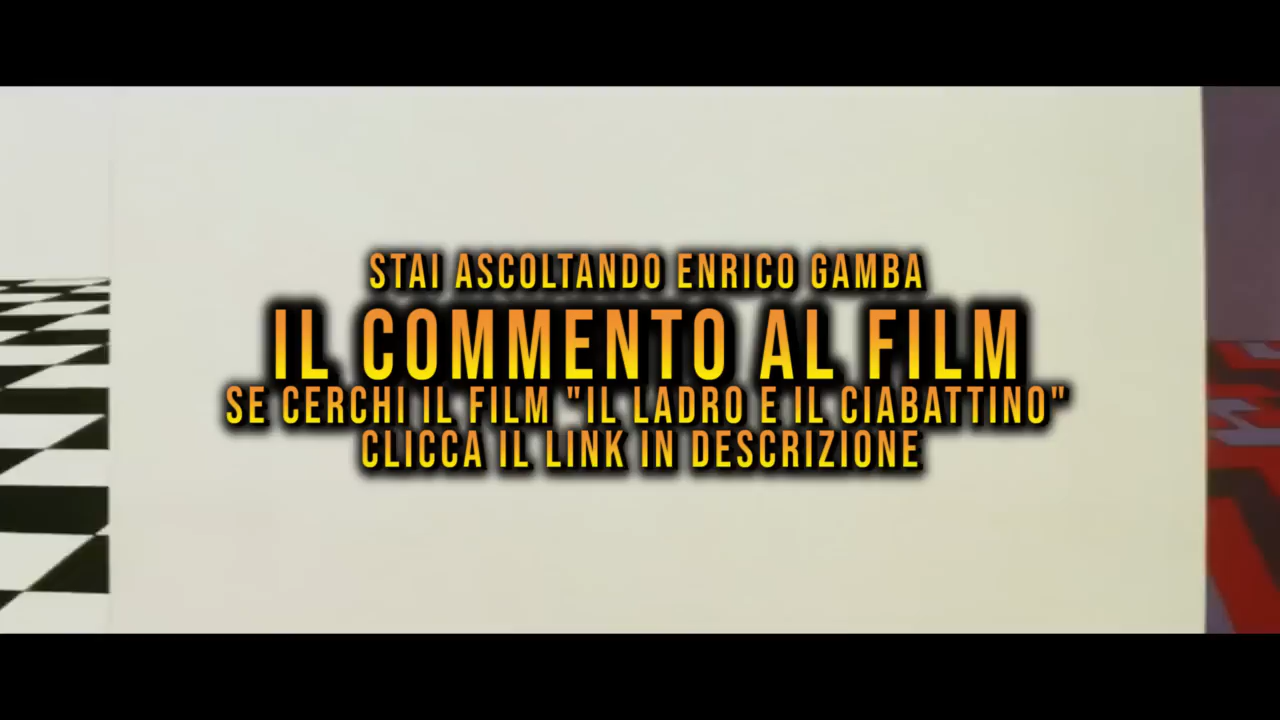 STAI ASCOLTANDO ENRICO GAMBA
IL COMMENTO AL FILM
SE CERCHI IL FILM "IL LADRO E IL CIABATTINO"
CLICCA IL LINK IN DESCRIZIONE